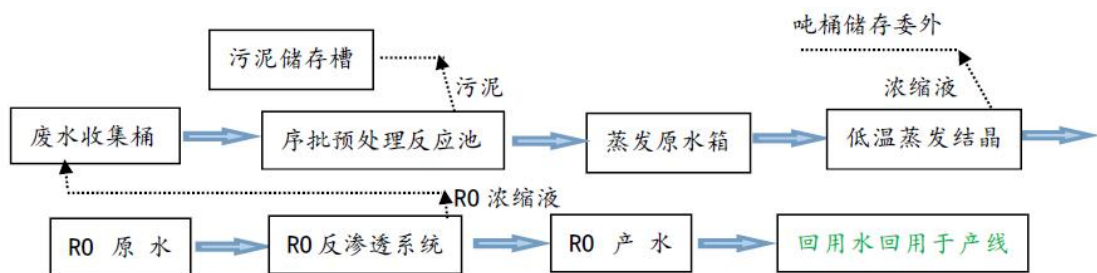 吨桶储存委外
污泥储存槽
污泥
浓缩液
废水收集桶
序批预处理反应池
蒸发原水箱
低温蒸发结晶
RO 浓缩液
RO 原 水
RO 反渗透系统
RO 产 水
回用水回用于产线